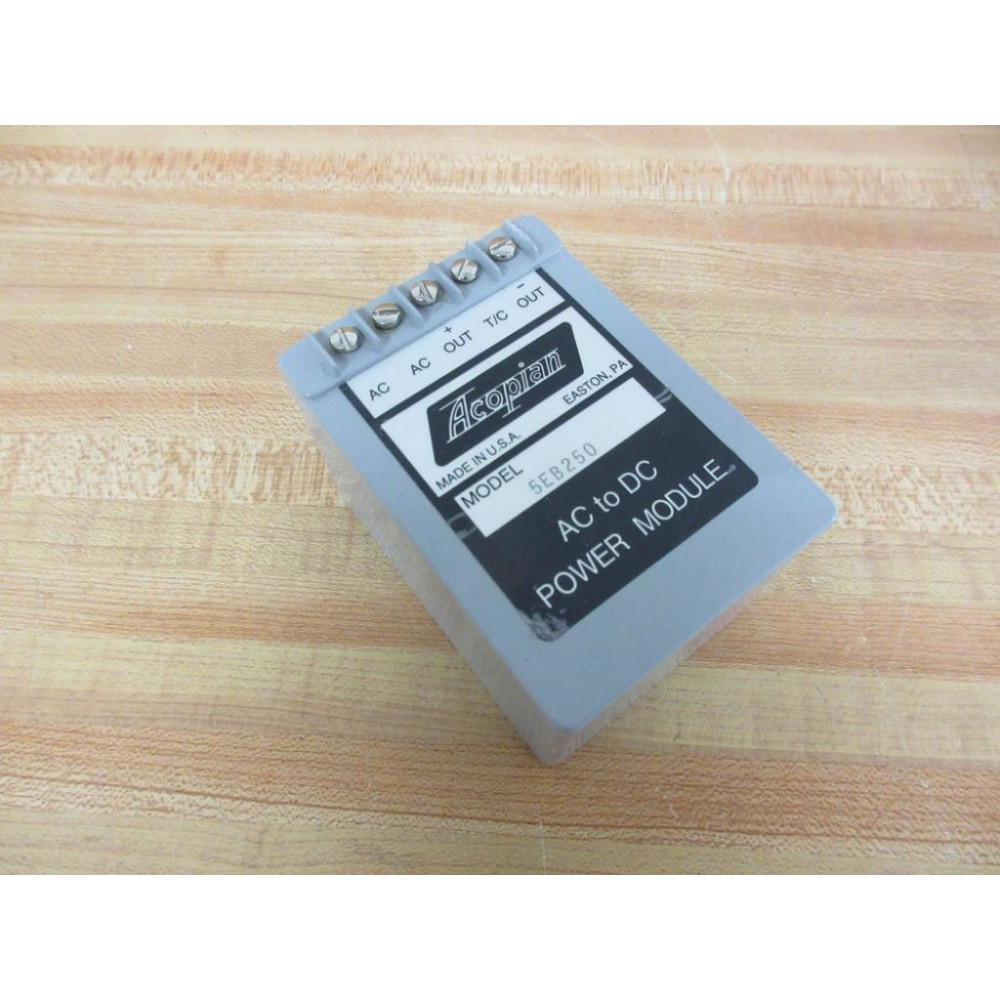 AC AC + OUT T/C - OUT
Acopian
MADE IN U.S.A. EASTON, PA
MODEL 5EB250
AC to DC
POWER MODULE